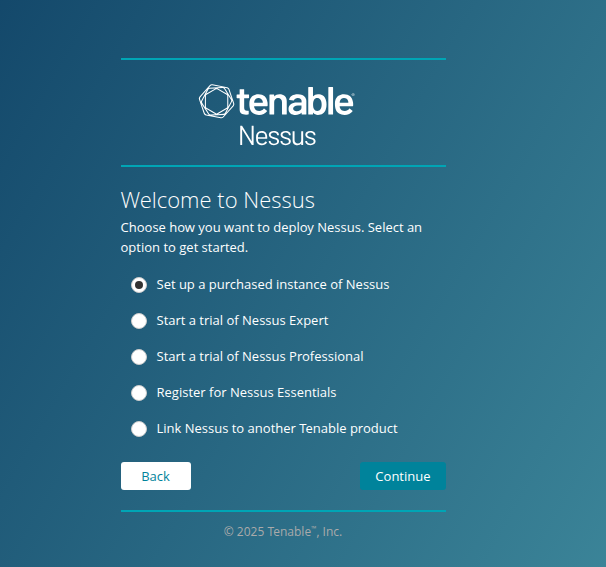 tenable
Nessus
Welcome to Nessus
Choose how you want to deploy Nessus. Select an
option to get started.
Set up a purchased instance of Nessus
Start a trial of Nessus Expert
Start a trial of Nessus Professional
Register for Nessus Essentials
Link Nessus to another Tenable product
Back
Continue
© 2025 Tenable™, Inc.